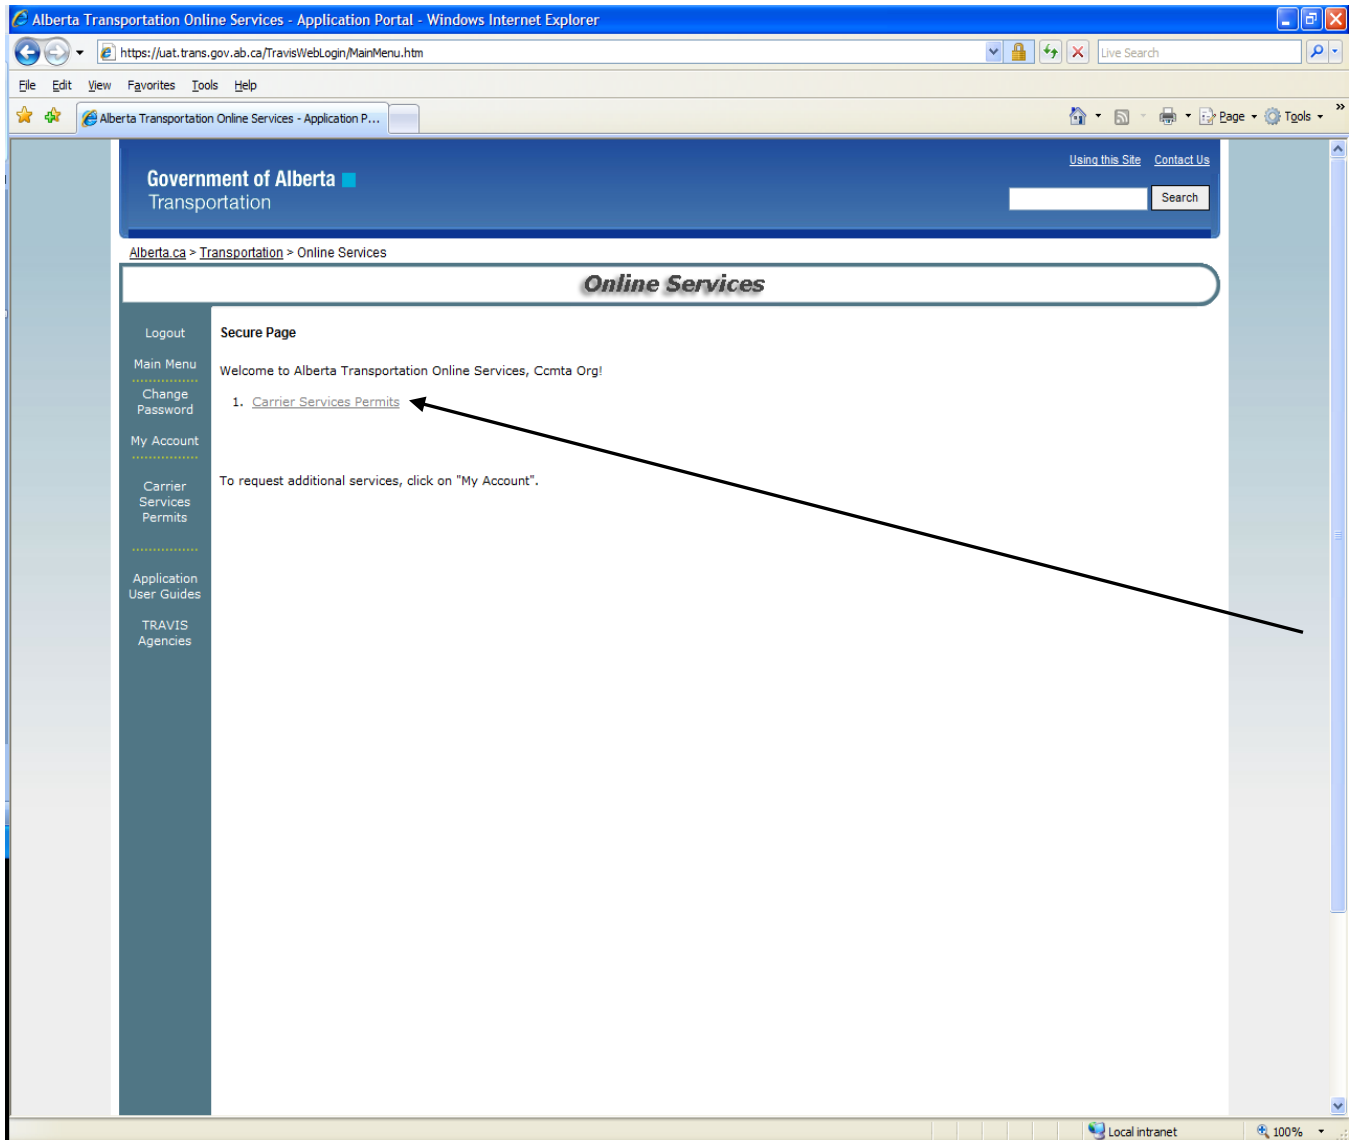 Alberta Transportation Online Services - Application Portal - Windows Internet Explorer
https://uat.trans.gov.ab.ca/TravisWebLogin/MainMenu.htm
Live Search
File Edit View Favorites Tools Help
Alberta Transportation Online Services - Application P...
Page Tools
Using this Site Contact Us
Government of Alberta
Transportation
Search
Alberta.ca > Transportation > Online Services
Online Services
Logout
Main Menu
Change
Password
My Account
Carrier
Services
Permits
Application
User Guides
TRAVIS
Agencies
Secure Page
Welcome to Alberta Transportation Online Services, Ccmta Org!
1. Carrier Services Permits
To request additional services, click on "My Account".
Local intranet 100%